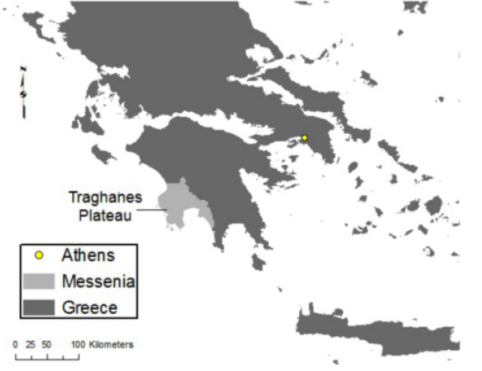 N
Traghanes
Plateau
Athens
Messenia
Greece
0 25 50 100 Kilometers